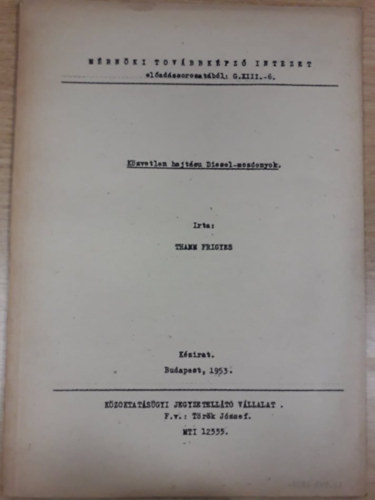 MÉRNÖKI TOVÁBBKÉPZŐ INTÉZET
előadássorozatából: G.XIII.-6.
Közvetlen hajtásu Diesel-mozdonyok.
Irta:
THAMM FRIGYES
Kézirat.
Budapest, 1953.
KÖZOKTATÁSÜGYI JEGYZETELLÁTÓ VÁLLALAT .
F.v.: Török József.
MTI 12335.